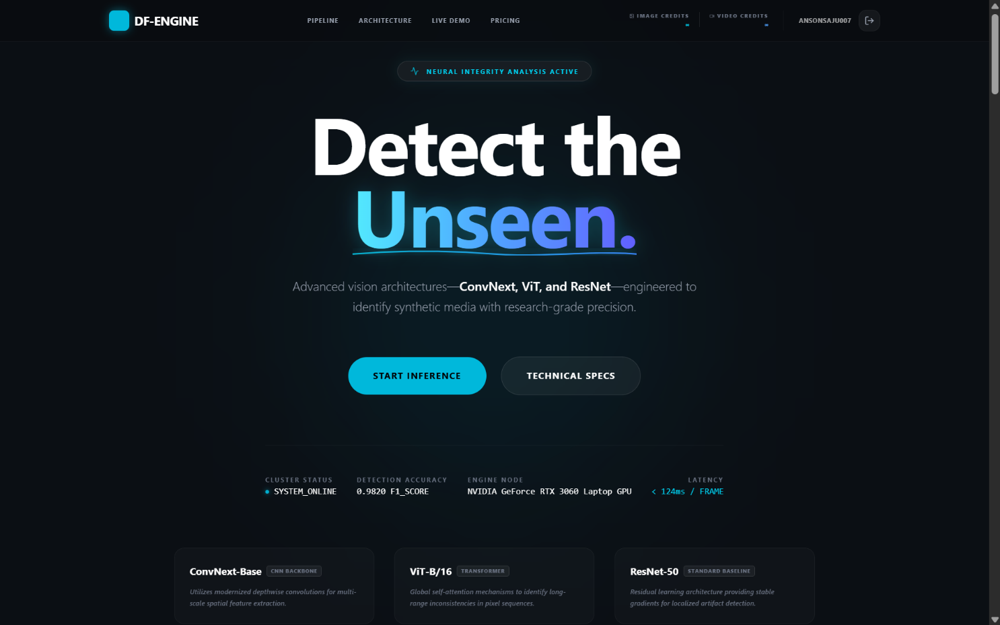 DF-ENGINE
PIPELINE
ARCHITECTURE
LIVE DEMO
PRICING
IMAGE CREDITS
∞
VIDEO CREDITS
∞
ANSONSAJU007
NEURAL INTEGRITY ANALYSIS ACTIVE
Detect the
Unseen.
Advanced vision architectures—ConvNext, ViT, and ResNet—engineered to
identify synthetic media with research-grade precision.
START INFERENCE
TECHNICAL SPECS
CLUSTER STATUS
SYSTEM_ONLINE
DETECTION ACCURACY
0.9820 F1_SCORE
ENGINE NODE
NVIDIA GeForce RTX 3060 Laptop GPU
LATENCY
< 124ms / FRAME
ConvNext-Base CNN BACKBONE
Utilizes modernized depthwise convolutions for multi-
scale spatial feature extraction.
ViT-B/16 TRANSFORMER
Global self-attention mechanisms to identify long-
range inconsistencies in pixel sequences.
ResNet-50 STANDARD BASELINE
Residual learning architecture providing stable
gradients for localized artifact detection.